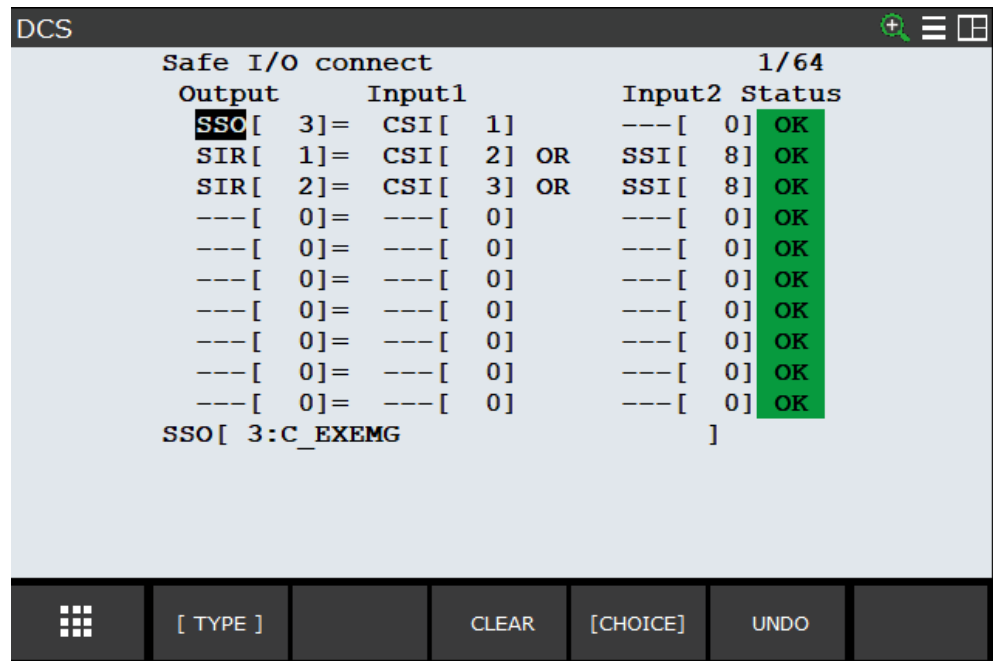 DCS
Safe I/O connect 1/64
Output Input1 Input2 Status
SSO[ 3]= CSI[ 1] ---[ 0] OK
SIR[ 1]= CSI[ 2] OR SSI[ 8] OK
SIR[ 2]= CSI[ 3] OR SSI[ 8] OK
---[ 0]= ---[ 0] ---[ 0] OK
---[ 0]= ---[ 0] ---[ 0] OK
---[ 0]= ---[ 0] ---[ 0] OK
---[ 0]= ---[ 0] ---[ 0] OK
---[ 0]= ---[ 0] ---[ 0] OK
---[ 0]= ---[ 0] ---[ 0] OK
---[ 0]= ---[ 0] ---[ 0] OK
SSO[ 3:C_EXEMG ]
[ TYPE ] CLEAR [CHOICE] UNDO